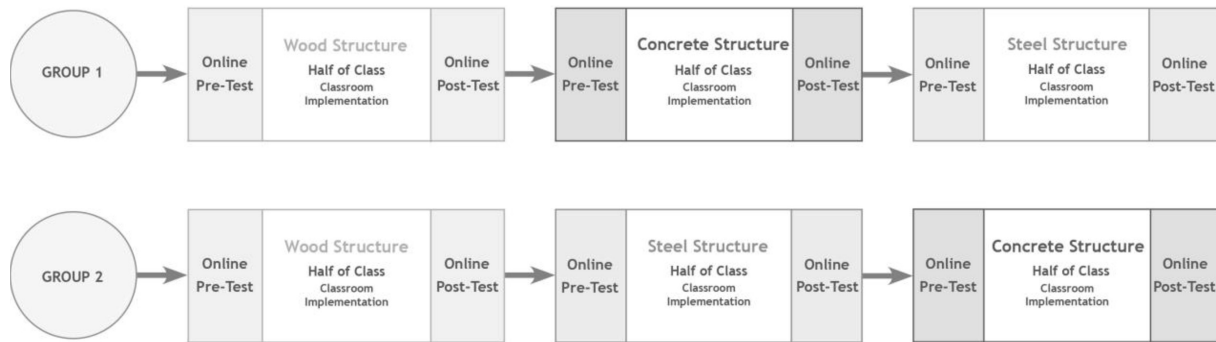 GROUP 1
Online
Pre-Test
Wood Structure
Half of Class
Classroom
Implementation
Online
Post-Test
Online
Pre-Test
Concrete Structure
Half of Class
Classroom
Implementation
Online
Post-Test
Online
Pre-Test
Steel Structure
Half of Class
Classroom
Implementation
Online
Post-Test
GROUP 2
Online
Pre-Test
Wood Structure
Half of Class
Classroom
Implementation
Online
Post-Test
Online
Pre-Test
Steel Structure
Half of Class
Classroom
Implementation
Online
Post-Test
Online
Pre-Test
Concrete Structure
Half of Class
Classroom
Implementation
Online
Post-Test